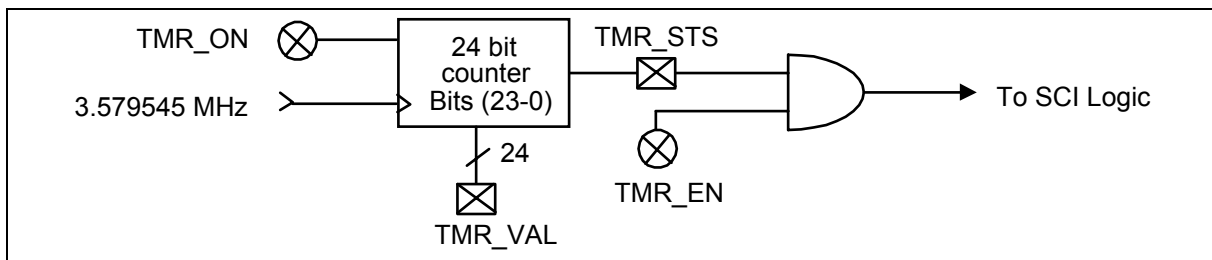 TMR_ON
3.579545 MHz
24 bit
counter
Bits (23-0)
24
TMR_VAL
TMR_STS
TMR_EN
To SCI Logic